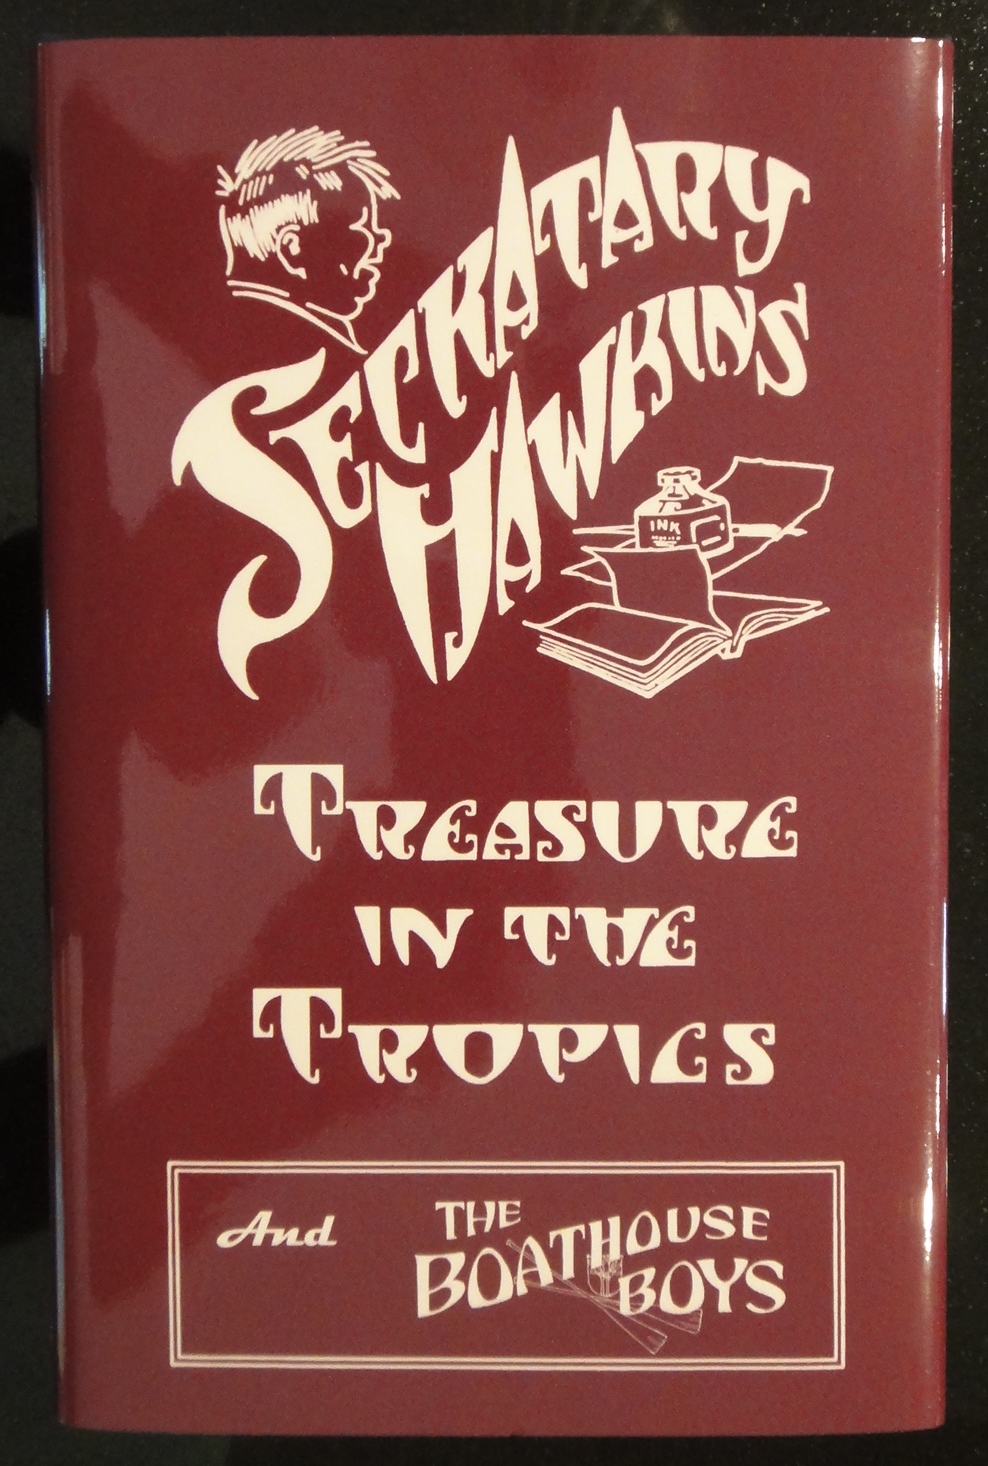 SECKATARY
HAWKINS
INK
TREASURE
IN THE
TROPICS
And
THE
BOATHOUSE
BOYS